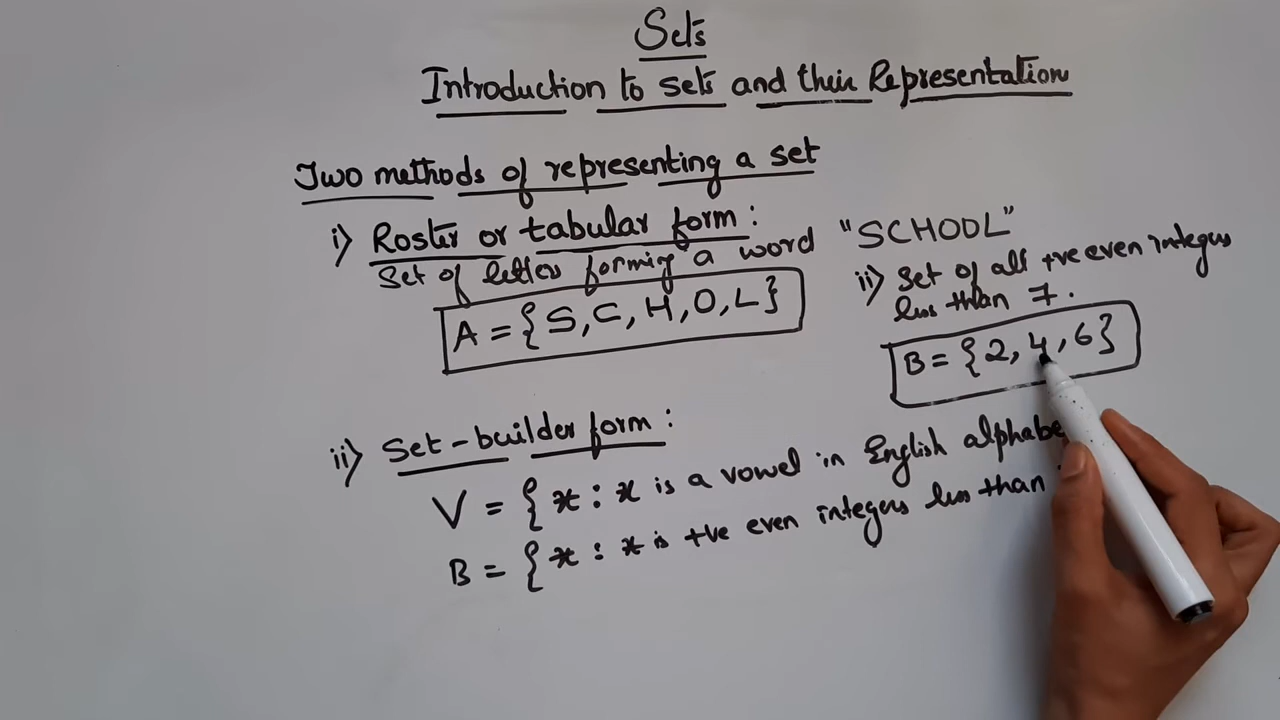 Sets
Introduction to sets and their Representation
Two methods of representing a set
i) Roster or tabular form :
Set of letters forming a word "SCHOOL"
A = {S, C, H, O, L}
ii) Set of all +ve even integers
less than 7.
B = {2, 4, 6}
ii) Set-builder form :
V = {x : x is a vowel in English
B = {x : x is +ve even integers less than